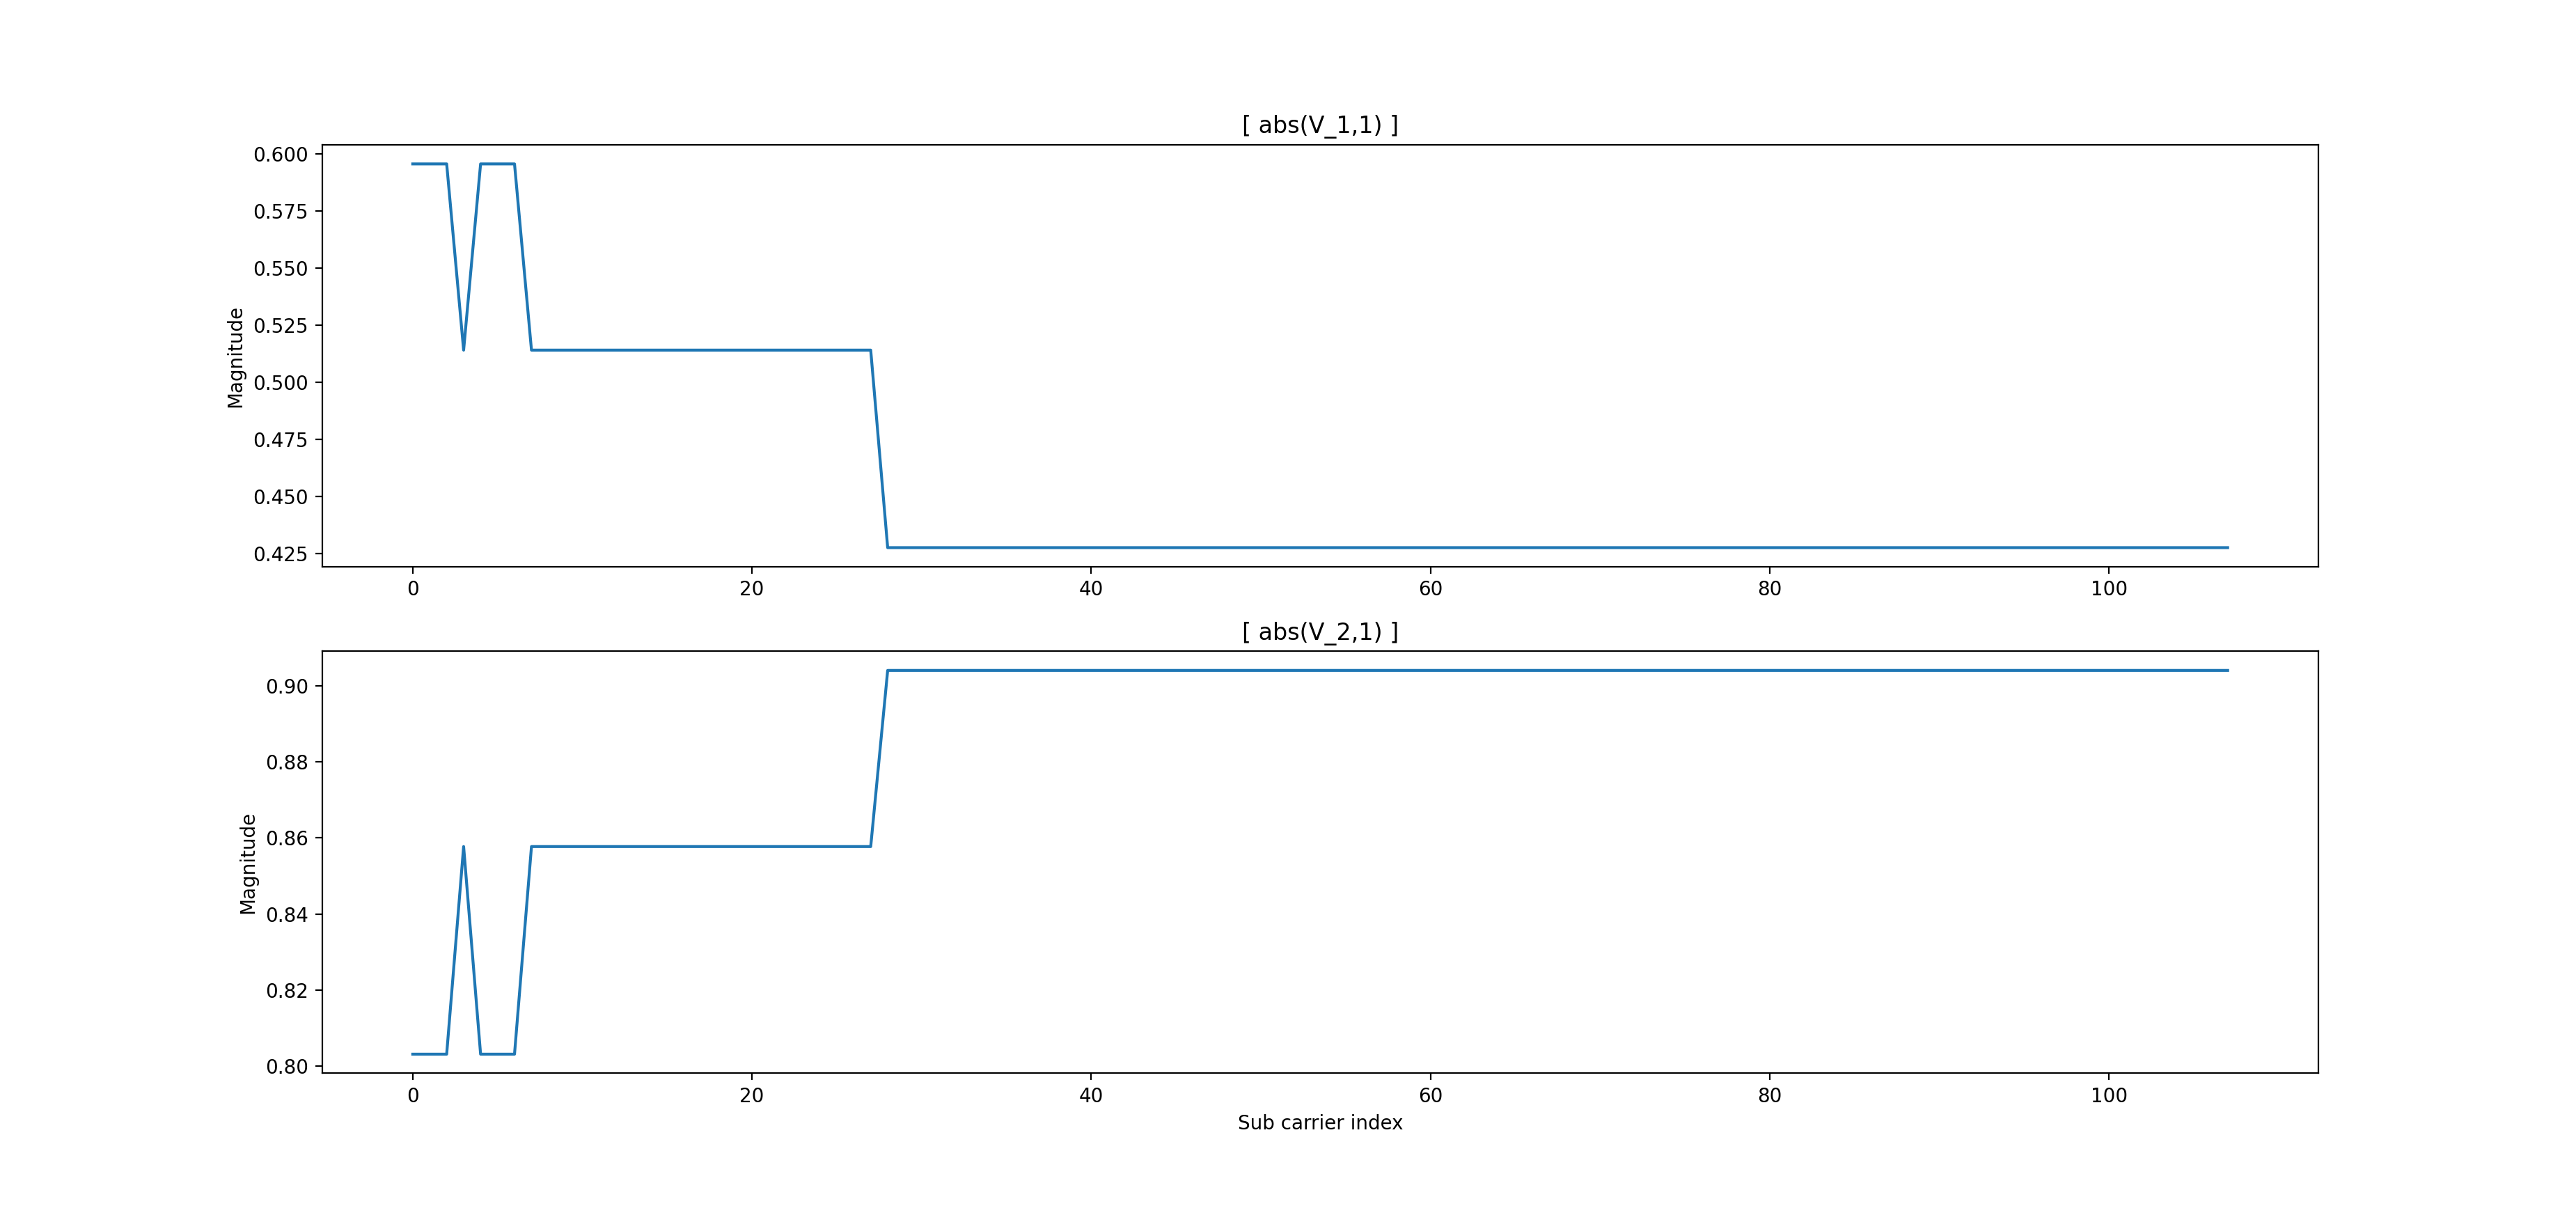 [ abs(V_1,1) ]
Magnitude
0.600
0.575
0.550
0.525
0.500
0.475
0.450
0.425
0 20 40 60 80 100
[ abs(V_2,1) ]
Magnitude
0.90
0.88
0.86
0.84
0.82
0.80
0 20 40 60 80 100
Sub carrier index